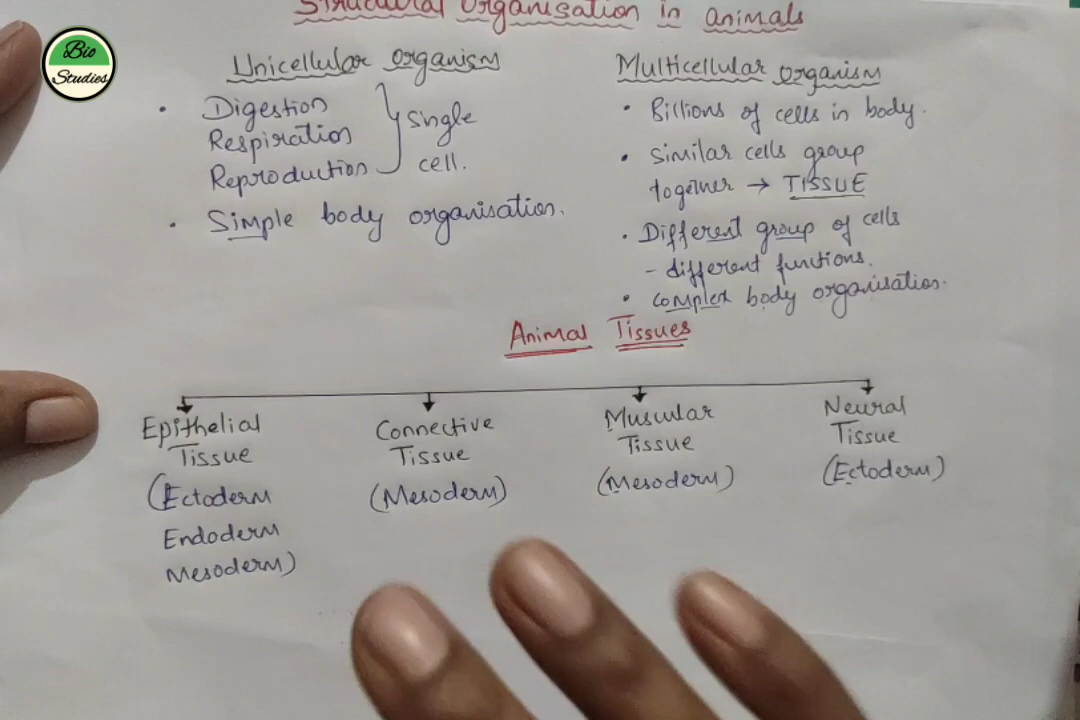 Structural Organisation in animals
Bio
Studies
Unicellular organism
• Digestion
Respiration
Reproduction
single
cell.
• Simple body organisation.
Multicellular organism
• Billions of cells in body.
• similar cells group
together → TISSUE
• Different group of cells
- different functions.
• complex body organisation.
Animal Tissues
Epithelial
Tissue
(Ectoderm
Endoderm
Mesoderm)
Connective
Tissue
(Mesoderm)
Muscular
Tissue
(Mesoderm)
Neural
Tissue
(Ectoderm)